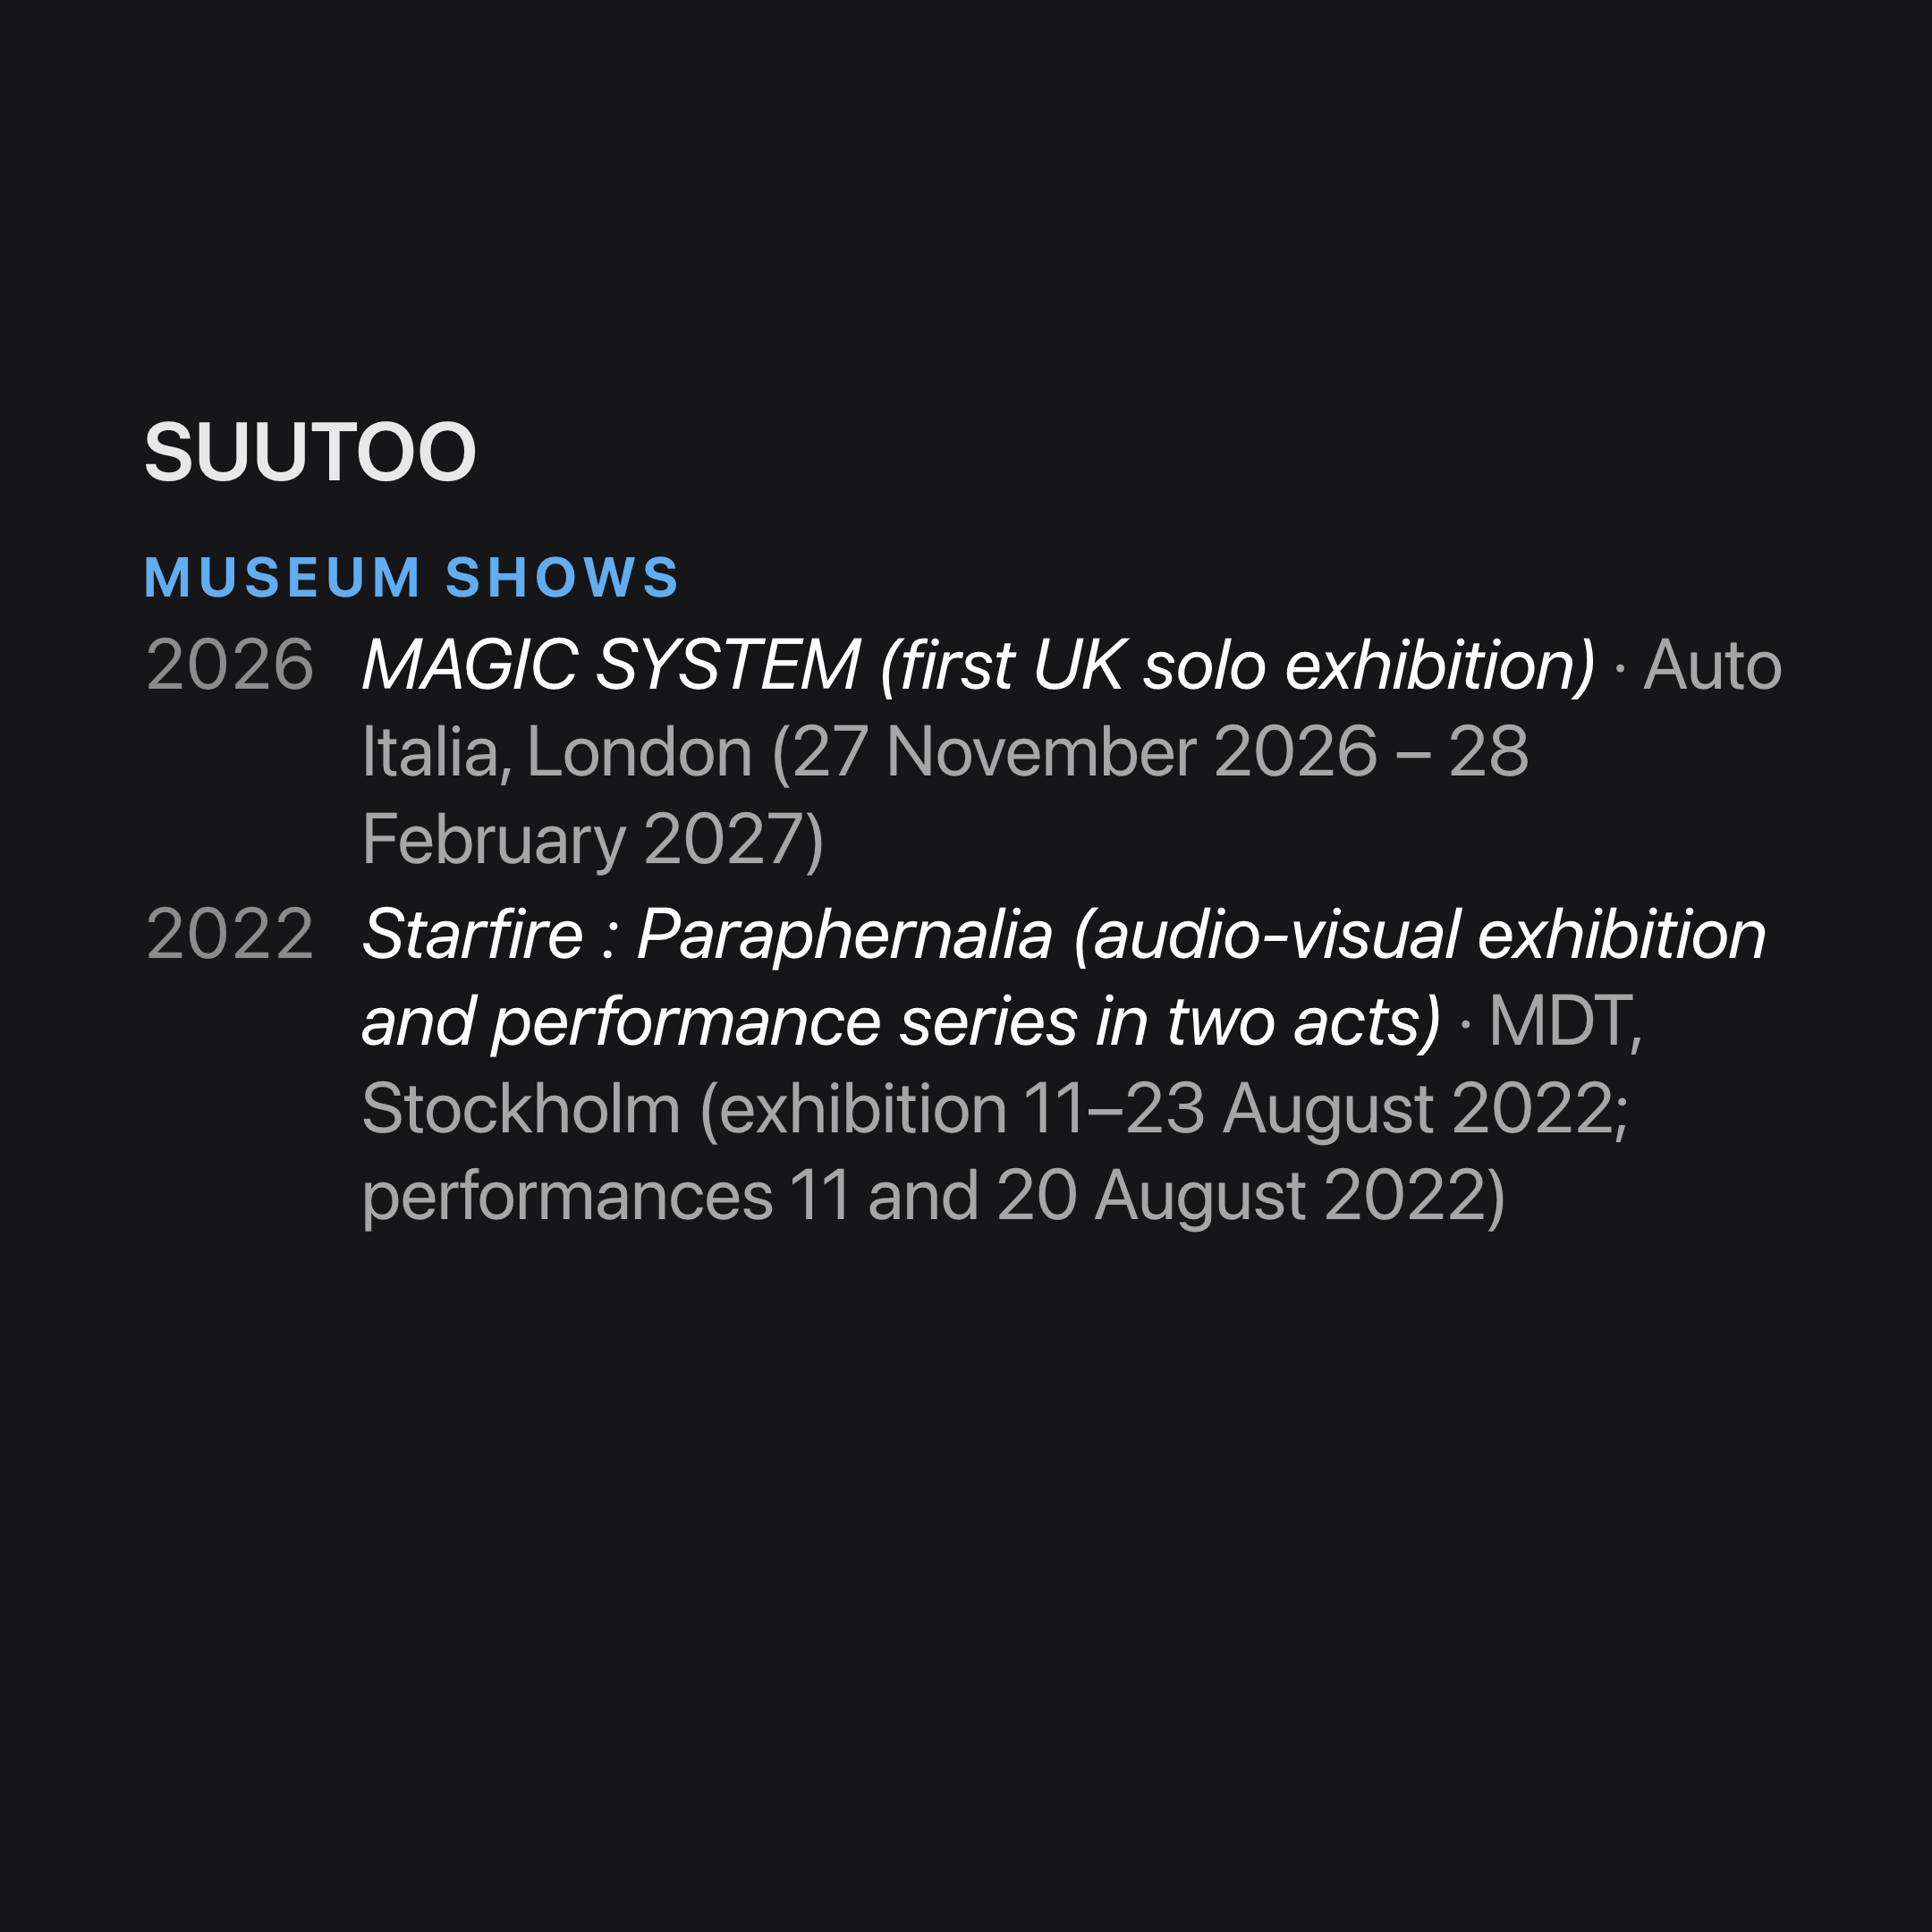 SUUTOO
MUSEUM SHOWS
2026 MAGIC SYSTEM (first UK solo exhibition) · Auto
Italia, London (27 November 2026 – 28
February 2027)
2022 Starfire : Paraphernalia (audio-visual exhibition
and performance series in two acts) · MDT,
Stockholm (exhibition 11–23 August 2022;
performances 11 and 20 August 2022)